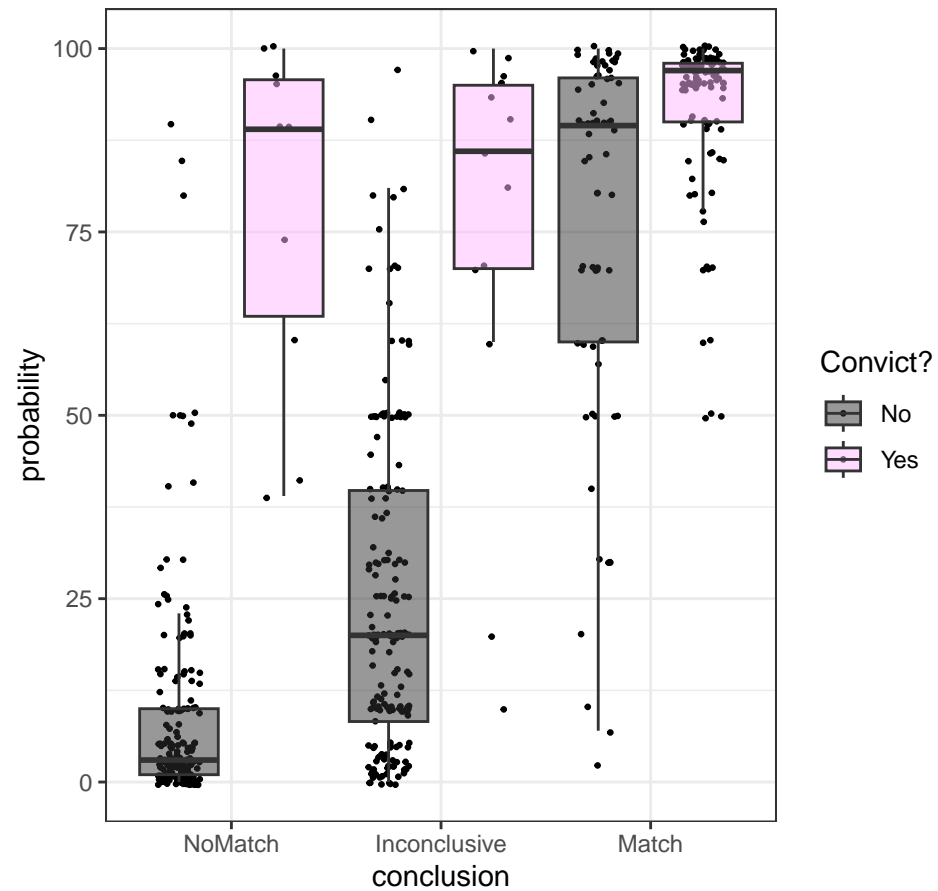 100
75
50
25
0
probability
NoMatch
Inconclusive
Match
conclusion
Convict?
No
Yes